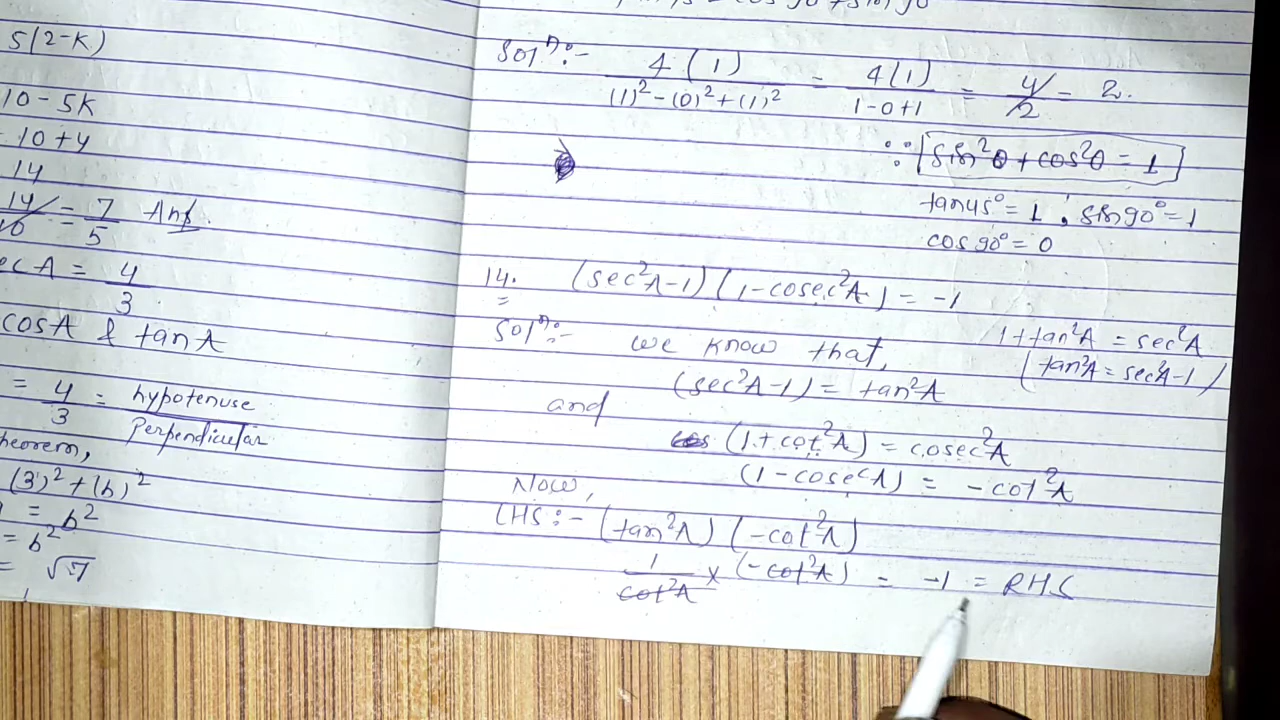 5(2-K)
10-5K
10+4
14
14/10 = 7/5 Ans.
ec A = 4/3
cosA & tanA
= 4/3 = hypotenuse/Perpendicular
heorem,
(3)² + (b)²
= b²
= b²
= √7
Solⁿ:- 4(1)/(1)²-(0)²+(1)² = 4(1)/1-0+1 = 4/2 = 2.
∵ sin²θ + cos²θ = 1
tan45° = 1 ; sin90° = 1
cos90° = 0
14. (sec²A-1)(1-cosec²A) = -1
Solⁿ:- we know that, 1+tan²A = sec²A
(sec²A-1) = tan²A (tan²A = sec²A-1)
and
(1+cot²A) = cosec²A
(1-cosec²A) = -cot²A
Now,
LHS:- (tan²A)(-cot²A)
1/cot²A × (-cot²A) = -1 = RHS